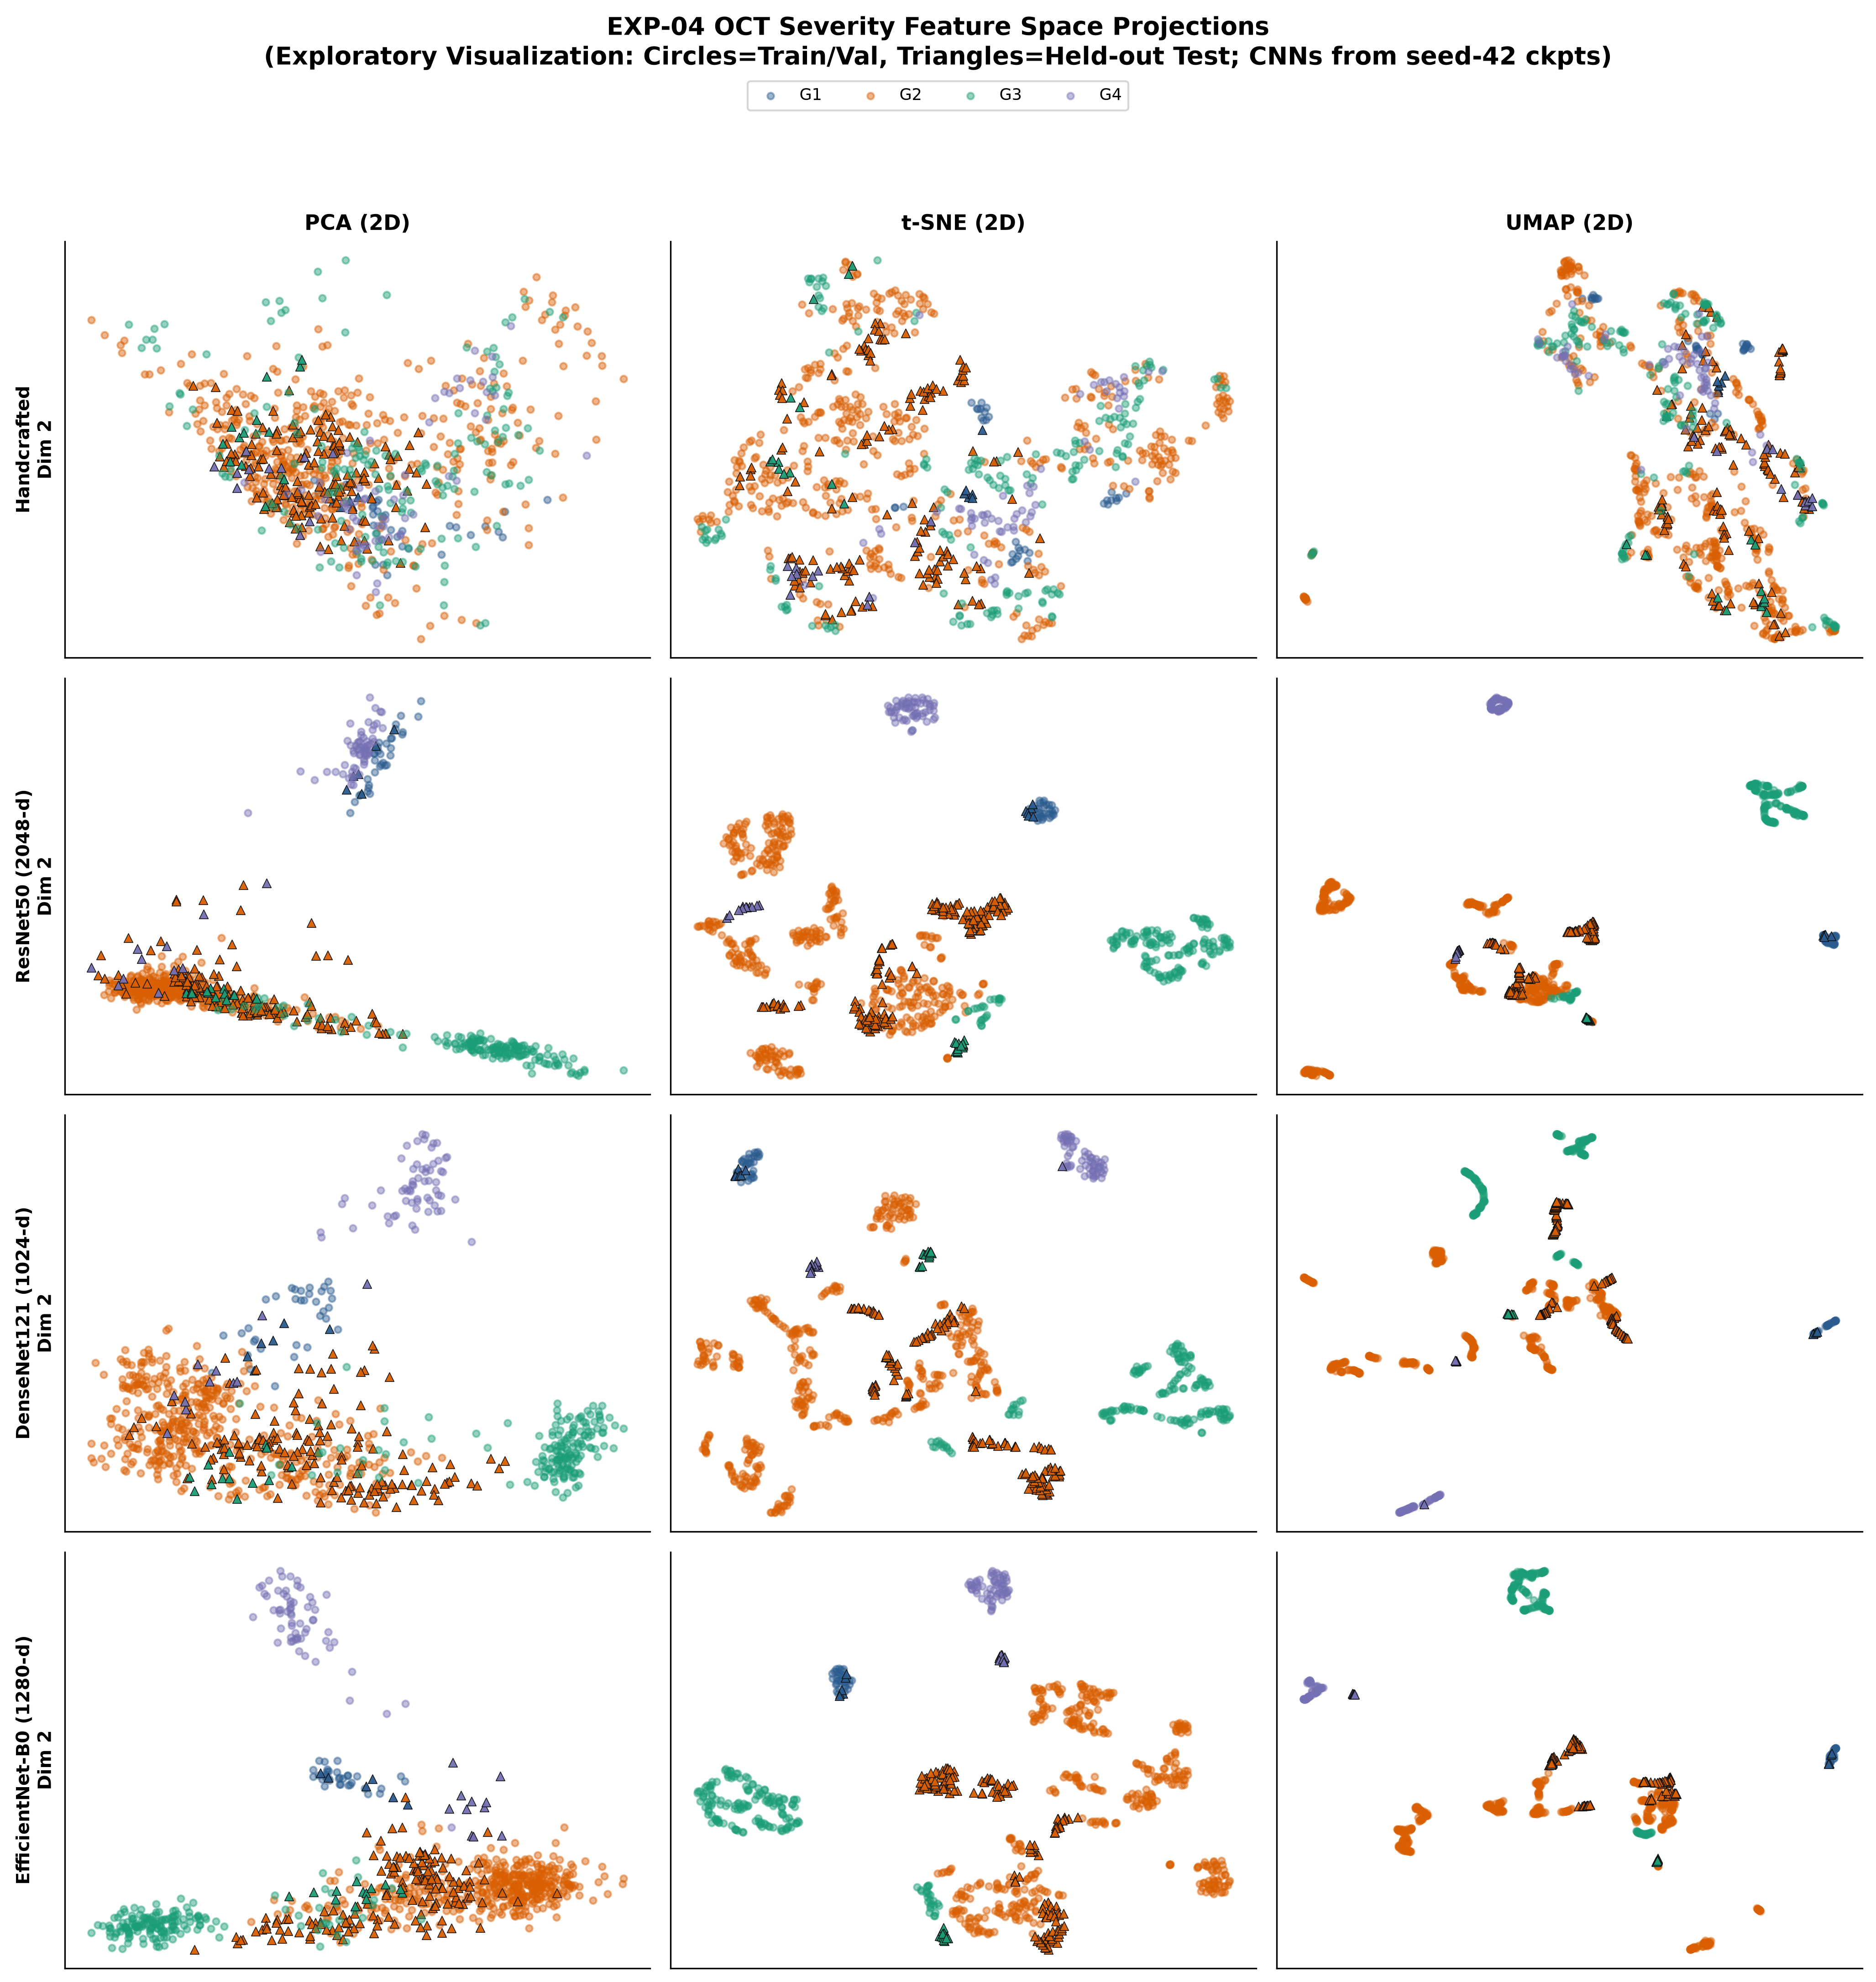 EXP-04 OCT Severity Feature Space Projections
(Exploratory Visualization: Circles=Train/Val, Triangles=Held-out Test; CNNs from seed-42 ckpts)
G1 G2 G3 G4
PCA (2D) t-SNE (2D) UMAP (2D)
Handcrafted
Dim 2
ResNet50 (2048-d)
Dim 2
DenseNet121 (1024-d)
Dim 2
EfficientNet-B0 (1280-d)
Dim 2